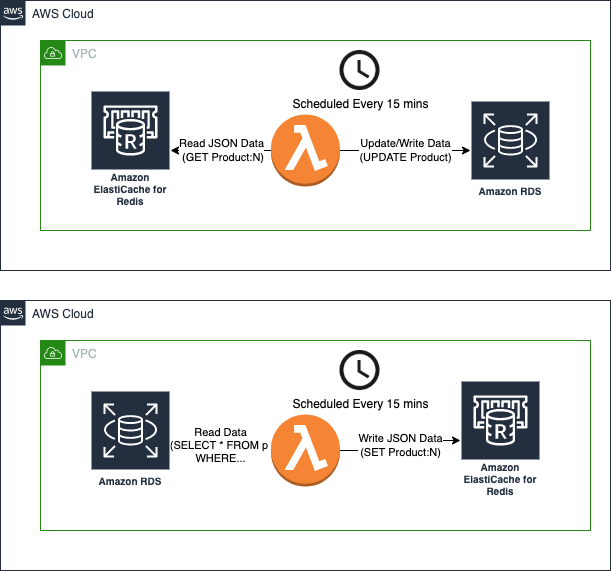 aws
AWS Cloud
VPC
Scheduled Every 15 mins
Read JSON Data
(GET Product:N)
Update/Write Data
(UPDATE Product)
R
Amazon
ElastiCache for
Redis
Amazon RDS
aws
AWS Cloud
VPC
Scheduled Every 15 mins
Read Data
(SELECT * FROM p
WHERE...
Write JSON Data
(SET Product:N)
R
Amazon RDS
Amazon
ElastiCache for
Redis